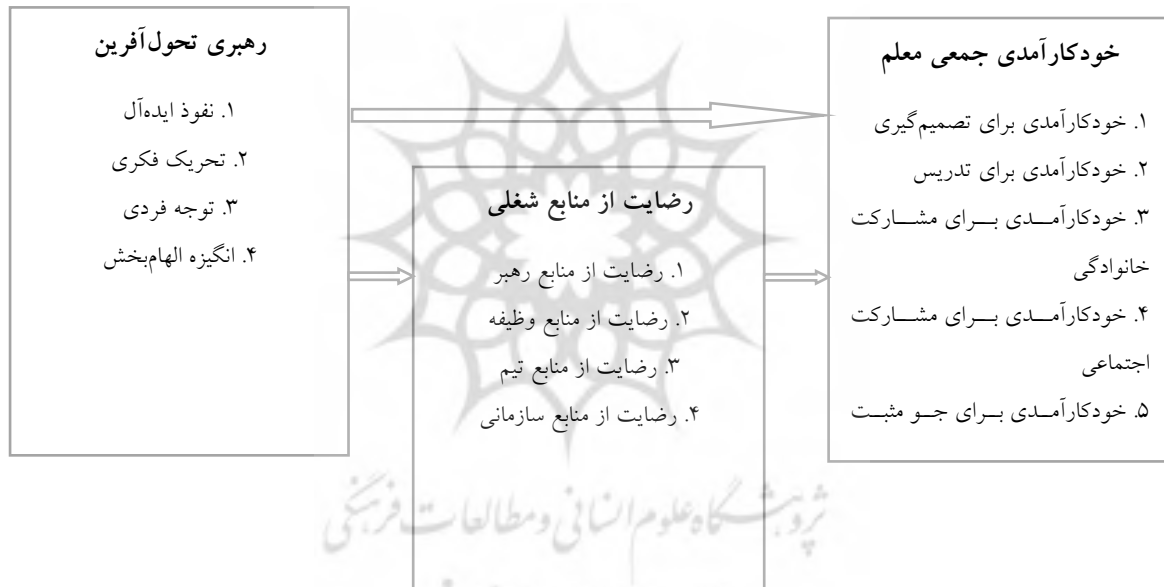 رهبری تحول‌آفرین
۱. نفوذ ایده‌آل
۲. تحریک فکری
۳. توجه فردی
۴. انگیزه الهام‌بخش
رضایت از منابع شغلی
۱. رضایت از منابع رهبر
۲. رضایت از منابع وظیفه
۳. رضایت از منابع تیم
۴. رضایت از منابع سازمانی
خودکارآمدی جمعی معلم
۱. خودکارآمدی برای تصمیم‌گیری
۲. خودکارآمدی برای تدریس
۳. خودکارآمدی برای مشارکت
خانوادگی
۴. خودکارآمدی برای مشارکت
اجتماعی
۵. خودکارآمدی برای جو مثبت
پژوهشگاه علوم انسانی و مطالعات فرهنگی